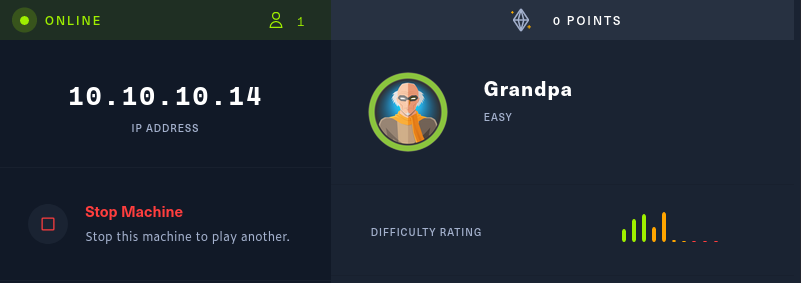 ONLINE
1
0 POINTS
10.10.10.14
IP ADDRESS
Grandpa
EASY
Stop Machine
Stop this machine to play another.
DIFFICULTY RATING